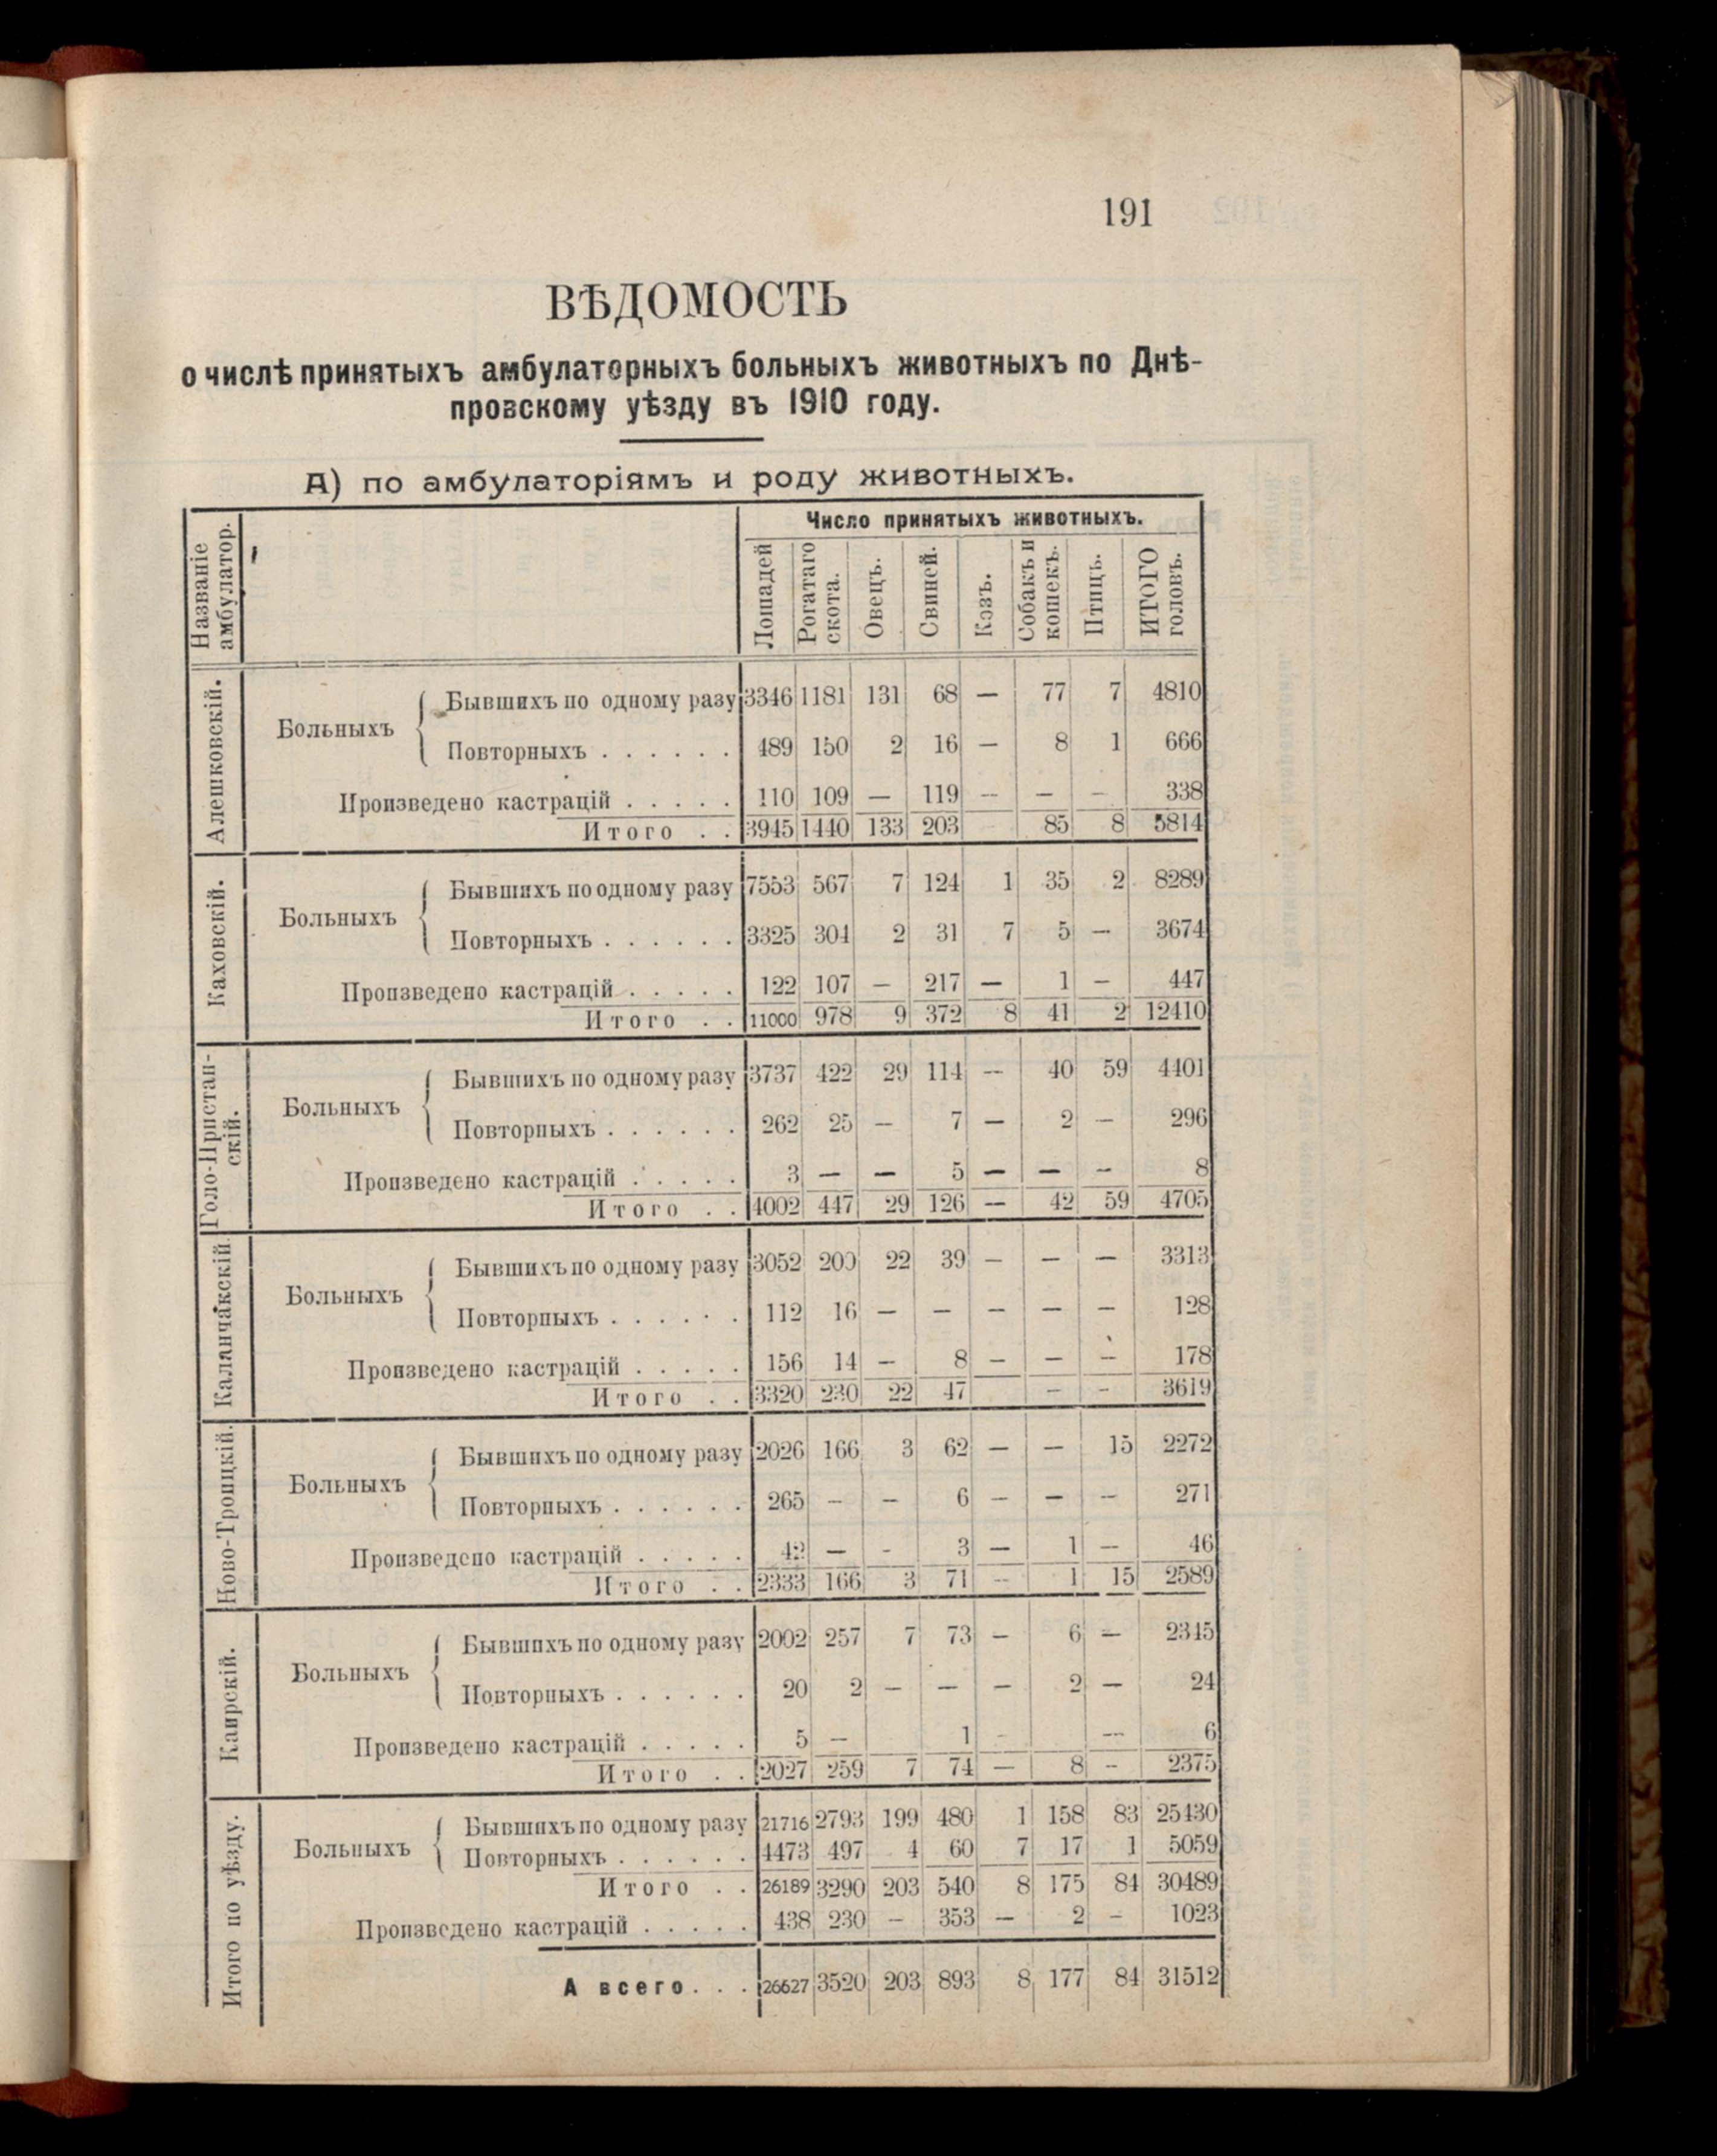 191
ВѢДОМОСТЬ
о числѣ принятыхъ амбулаторныхъ больныхъ животныхъ по Днѣ-
провскому уѣзду въ 1910 году.
А) по амбулаторіямъ и роду животныхъ.
Названіе амбулатор. Число принятыхъ животныхъ.
Лошадей Рогатаго скота. Овецъ. Свиней. Козъ. Собакъ и кошекъ. Птицъ. ИТОГО головъ.
Алешковскій.
Больныхъ
Бывшихъ по одному разу 3346 1181 131 68 — 77 7 4810
Повторныхъ . . . . . . 489 150 2 16 — 8 1 666
Произведено кастрацій . . . . . 110 109 — 119 — — — 338
Итого . . 3945 1440 133 203 85 8 5814
Каховскій.
Больныхъ
Бывшихъ по одному разу 7553 567 7 124 1 35 2 8289
Повторныхъ . . . . . . 3325 304 2 31 7 5 — 3674
Произведено кастрацій . . . . . 122 107 — 217 — 1 — 447
Итого . . 11000 978 9 372 8 41 2 12410
Голо-Пристан-
скій.
Больныхъ
Бывшихъ по одному разу 3737 422 29 114 — 40 59 4401
Повторныхъ . . . . . . 262 25 — 7 — 2 — 296
Произведено кастрацій . . . . . 3 — — 5 — — — 8
Итого . . 4002 447 29 126 — 42 59 4705
Каланчакскій
Больныхъ
Бывшихъ по одному разу 3052 200 22 39 — — — 3313
Повторныхъ . . . . . . 112 16 — — — — — 128
Произведено кастрацій . . . . . 156 14 — 8 — — — 178
Итого . . 3320 230 22 47 — — 3619
Ново-Троицкій.
Больныхъ
Бывшихъ по одному разу 2026 166 3 62 — — 15 2272
Повторныхъ . . . . . . 265 — — 6 — — — 271
Произведено кастрацій . . . . . 42 — — 3 — 1 — 46
Итого . . 2333 166 3 71 — 1 15 2589
Каирскій.
Больныхъ
Бывшихъ по одному разу 2002 257 7 73 — 6 — 2345
Повторныхъ . . . . . . 20 2 — — — 2 — 24
Произведено кастрацій . . . . . 5 — 1 — — 6
Итого . . 2027 259 7 74 — 8 — 2375
Итого по уѣзду.
Больныхъ
Бывшихъ по одному разу 21716 2793 199 480 1 158 83 25430
Повторныхъ . . . . . . 4473 497 4 60 7 17 1 5059
Итого . . 26189 3290 203 540 8 175 84 30489
Произведено кастрацій . . . . . 438 230 — 353 — 2 — 1023
А всего. . . 26627 3520 203 893 8 177 84 31512